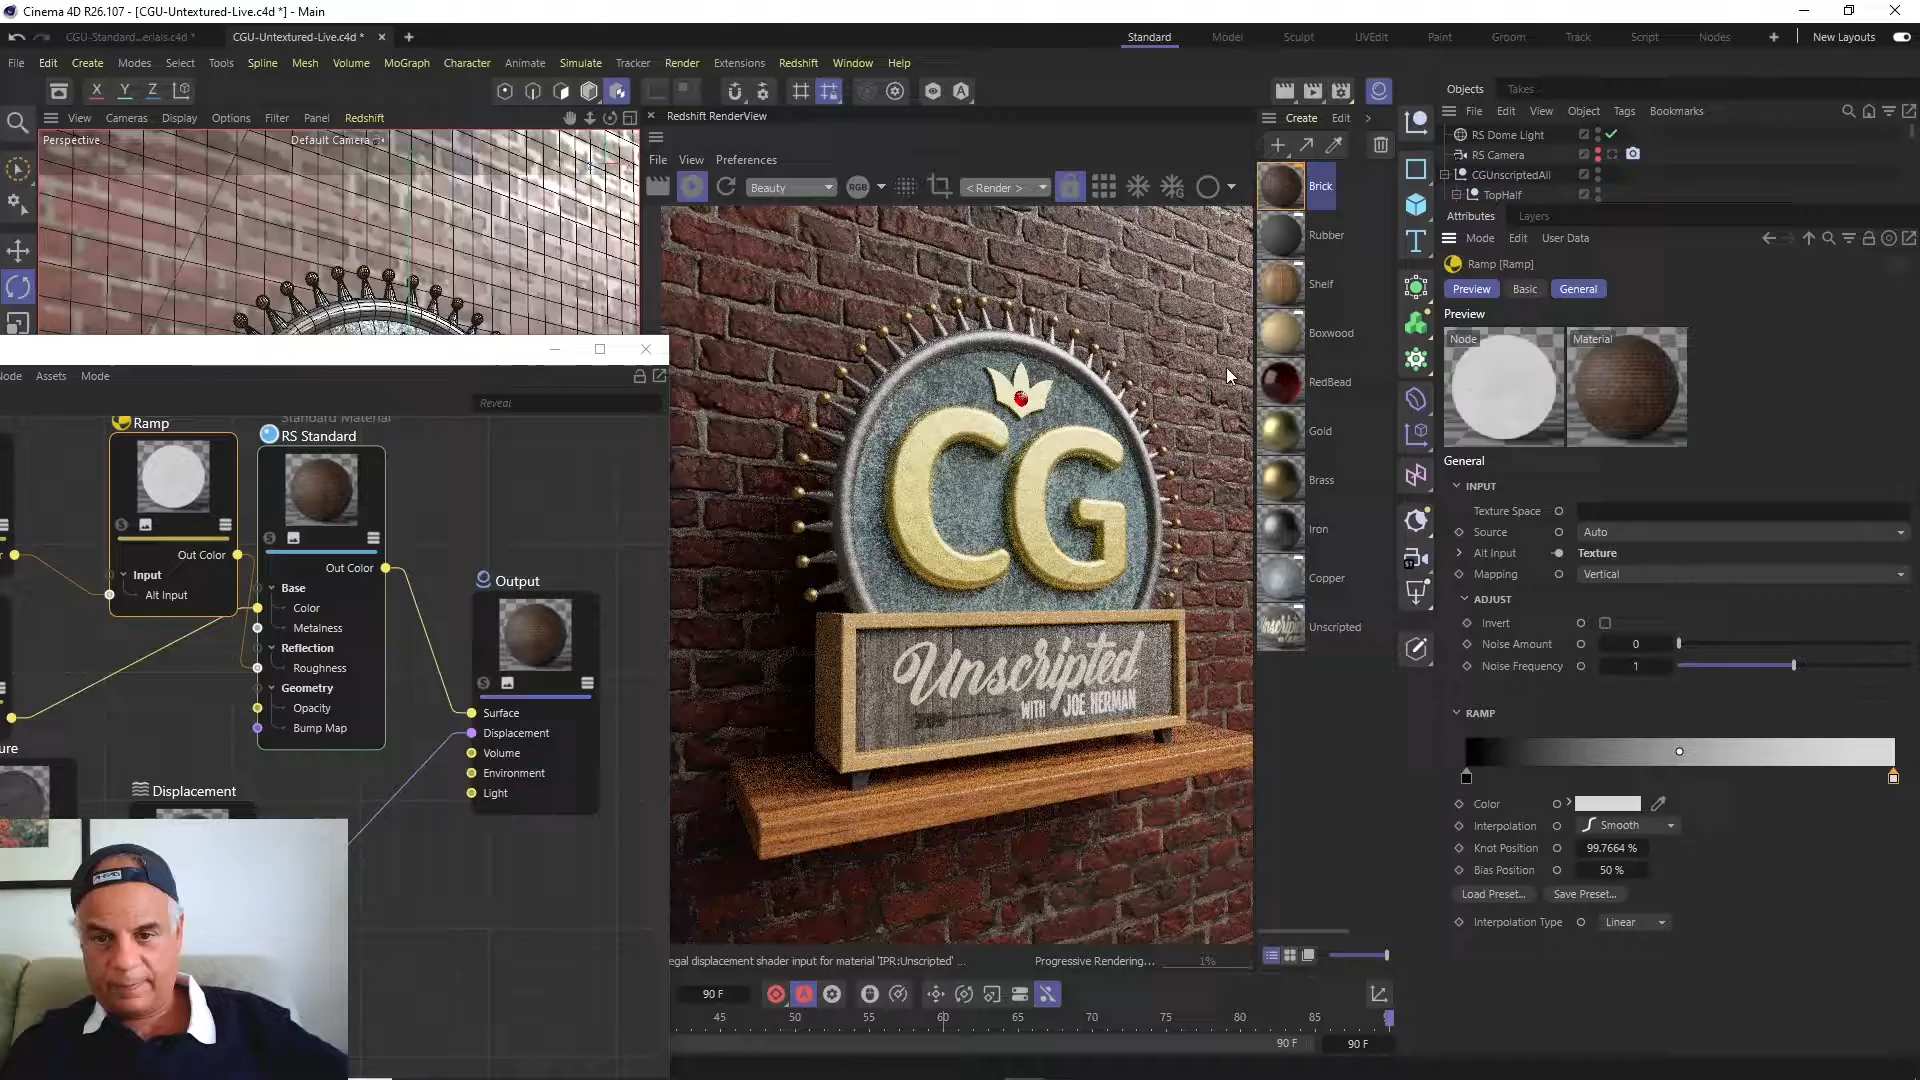 Cinema 4D R26.107 - [CGU-Untextured-Live.c4d *] - Main
CGU-Standard...erials.c4d *
CGU-Untextured-Live.c4d *
Standard
Model
Sculpt
UVEdit
Paint
Groom
Track
Script
Nodes
New Layouts
File Edit Create Modes Select Tools Spline Mesh Volume MoGraph Character Animate Simulate Tracker Render Extensions Redshift Window Help
X Y Z
View Cameras Display Options Filter Panel Redshift
Perspective
Default Camera
Redshift RenderView
File View Preferences
Beauty
RGB
< Render >
Create Edit
Brick
Rubber
Shelf
Boxwood
RedBead
Gold
Brass
Iron
Copper
Unscripted
Objects Takes
File Edit View Object Tags Bookmarks
RS Dome Light
RS Camera
CGUnscriptedAll
TopHalf
Attributes Layers
Mode Edit User Data
Ramp [Ramp]
Preview Basic General
Preview
Node
Material
General
INPUT
Texture Space
Source Auto
Alt Input Texture
Mapping Vertical
ADJUST
Invert
Noise Amount 0
Noise Frequency 1
RAMP
Color
Interpolation Smooth
Knot Position 99.7664 %
Bias Position 50 %
Load Preset... Save Preset...
Interpolation Type Linear
Node Assets Mode
Reveal
Ramp
Out Color
Input
Alt Input
Standard Material
RS Standard
Out Color
Base
Color
Metalness
Reflection
Roughness
Geometry
Opacity
Bump Map
Output
Surface
Displacement
Volume
Environment
Light
ure
Displacement
CG
Unscripted
WITH JOE HERMAN
egal displacement shader input for material 'IPR:Unscripted' ...
Progressive Rendering...
1%
90 F
45 50 55 60 65 70 75 80 85
90 F
90 F